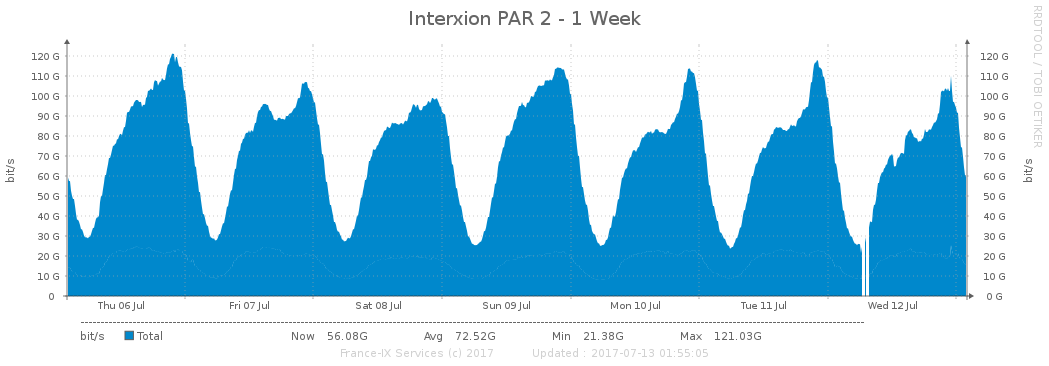 Interxion PAR 2 - 1 Week
RRDTOOL / TOBI OETIKER
bit/s
120 G 120 G
110 G 110 G
100 G 100 G
90 G 90 G
80 G 80 G
70 G 70 G
60 G 60 G
50 G 50 G
40 G 40 G
30 G 30 G
20 G 20 G
10 G 10 G
0 0 G
bit/s
Thu 06 Jul Fri 07 Jul Sat 08 Jul Sun 09 Jul Mon 10 Jul Tue 11 Jul Wed 12 Jul
bit/s Total Now 56.08G Avg 72.52G Min 21.38G Max 121.03G
France-IX Services (c) 2017 Updated : 2017-07-13 01:55:05